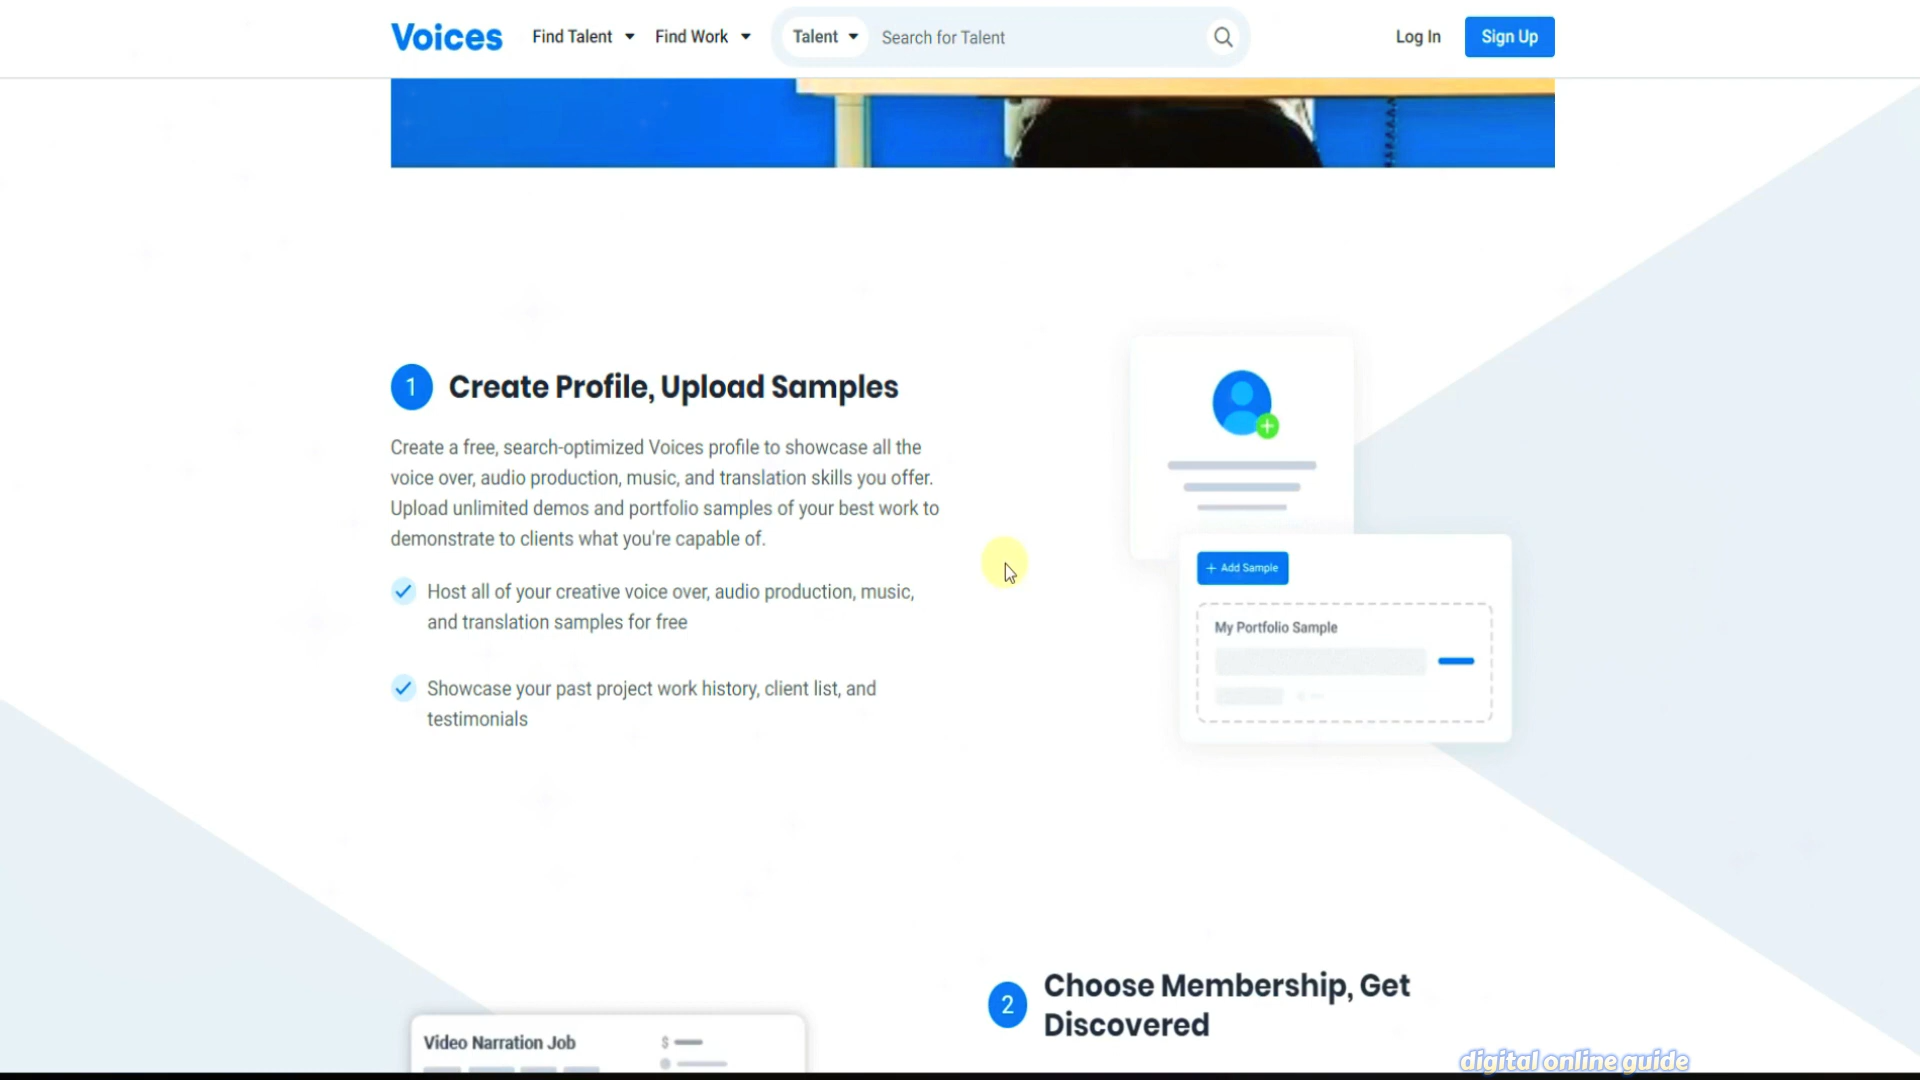 Voices
Find Talent
Find Work
Talent
Search for Talent
Log In
Sign Up
1
Create Profile, Upload Samples
Create a free, search-optimized Voices profile to showcase all the
voice over, audio production, music, and translation skills you offer.
Upload unlimited demos and portfolio samples of your best work to
demonstrate to clients what you're capable of.
Host all of your creative voice over, audio production, music,
and translation samples for free
Showcase your past project work history, client list, and
testimonials
+ Add Sample
My Portfolio Sample
2
Choose Membership, Get
Discovered
Video Narration Job
$
digital online guide